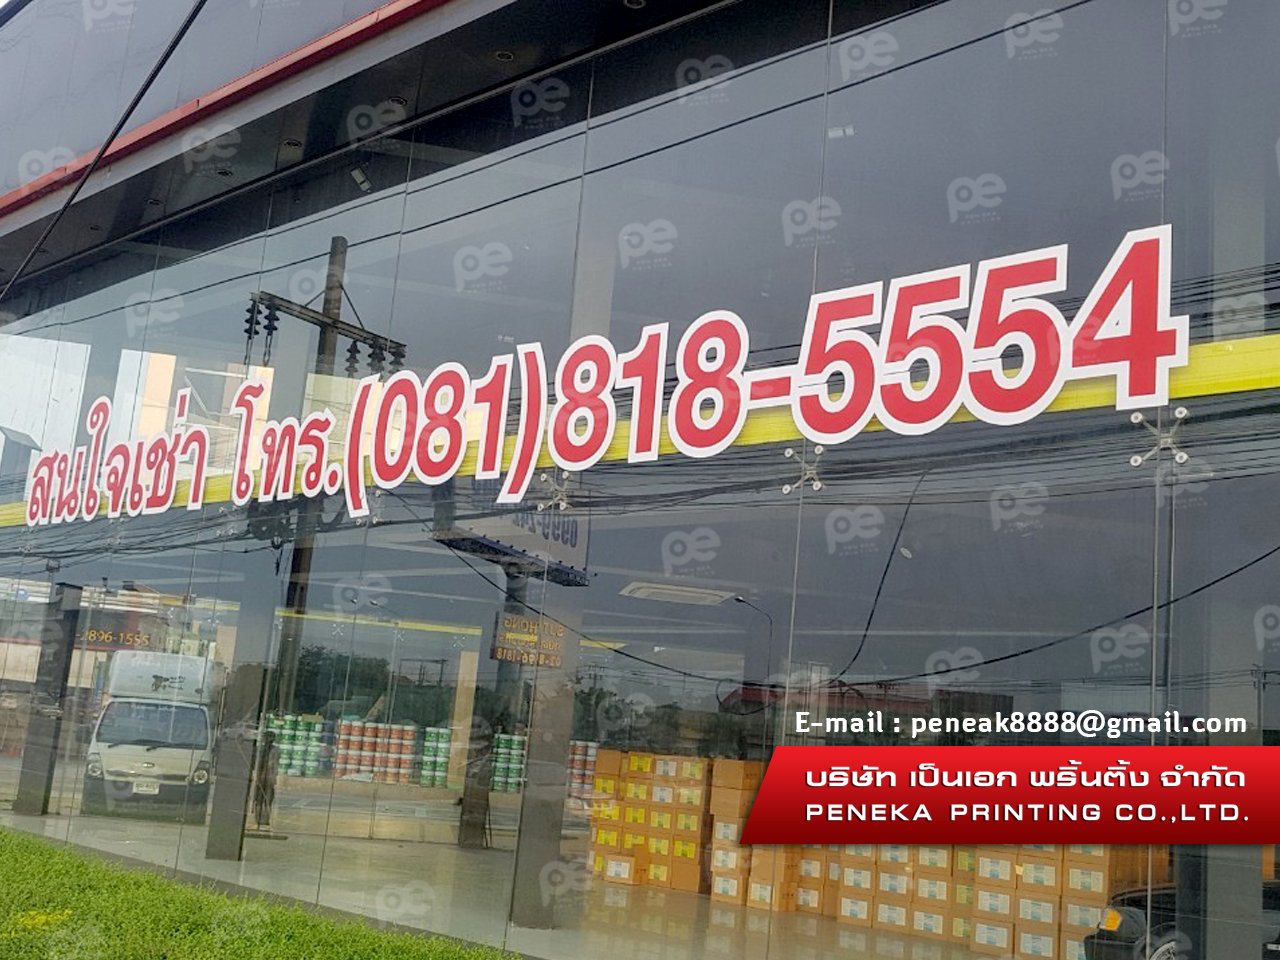 สนใจเช่า โทร.(081)818-5554
2896-1555
E-mail : peneak8888@gmail.com
บริษัท เป็นเอก พริ้นติ้ง จำกัด
PENEKA PRINTING CO.,LTD.